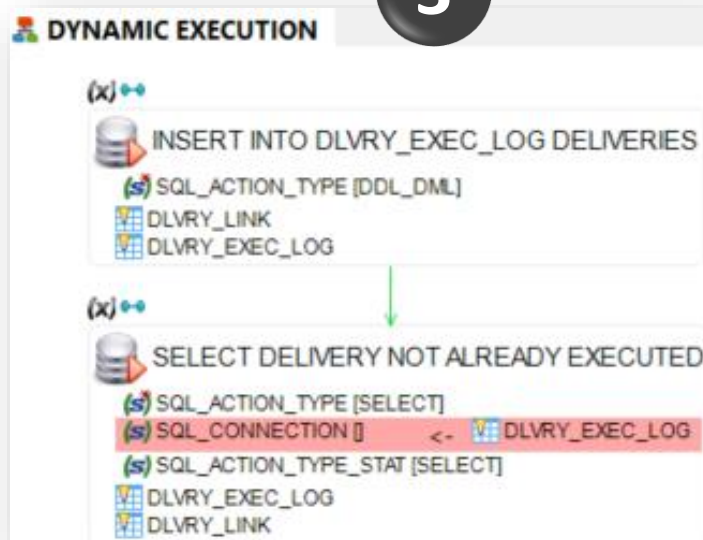 3
DYNAMIC EXECUTION
(x)
INSERT INTO DLVRY_EXEC_LOG DELIVERIES
(s) SQL_ACTION_TYPE [DDL_DML]
DLVRY_LINK
DLVRY_EXEC_LOG
(x)
SELECT DELIVERY NOT ALREADY EXECUTED
(s) SQL_ACTION_TYPE [SELECT]
(s) SQL_CONNECTION [] <- DLVRY_EXEC_LOG
(s) SQL_ACTION_TYPE_STAT [SELECT]
DLVRY_EXEC_LOG
DLVRY_LINK